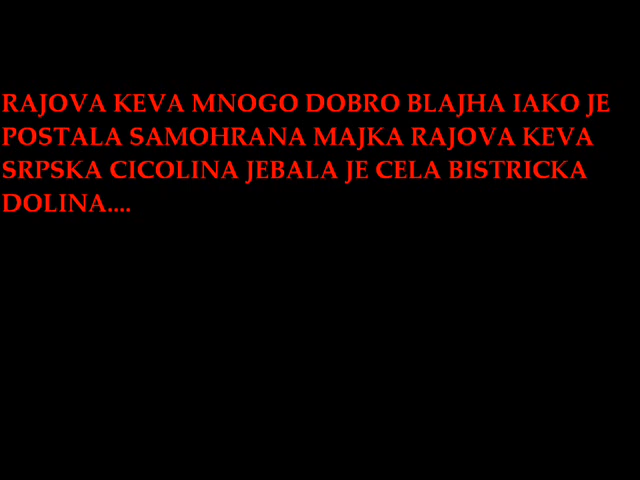 RAJOVA KEVA MNOGO DOBRO BLAJHA IAKO JE
POSTALA SAMOHRANA MAJKA RAJOVA KEVA
SRPSKA CICOLINA JEBALA JE CELA BISTRICKA
DOLINA....